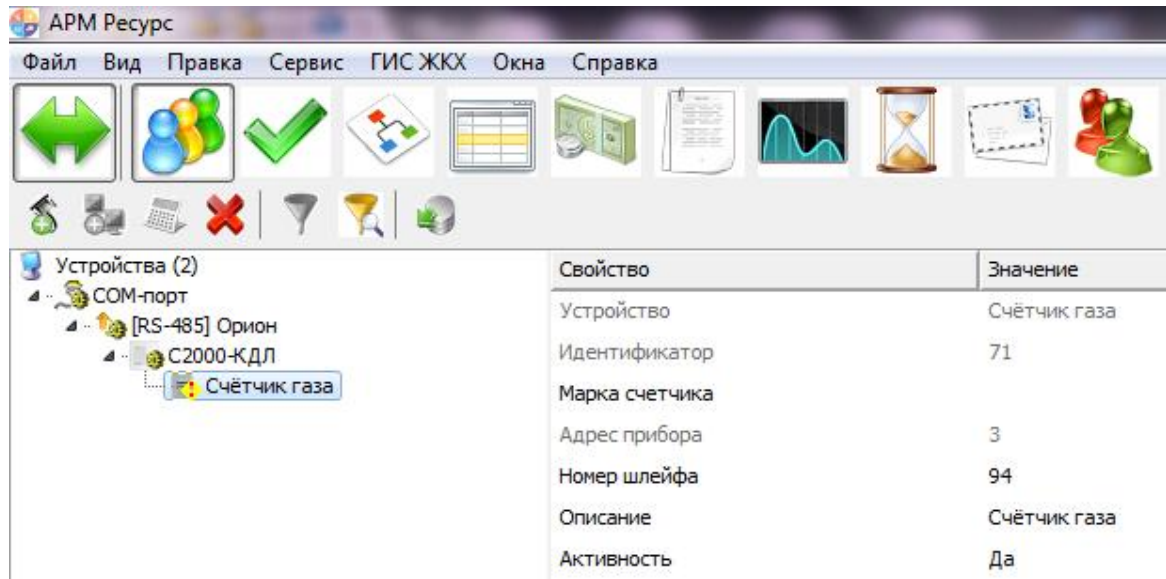 АРМ Ресурс
Файл Вид Правка Сервис ГИС ЖКХ Окна Справка
Устройства (2)
COM-порт
[RS-485] Орион
С2000-КДЛ
Счётчик газа
Свойство Значение
Устройство Счётчик газа
Идентификатор 71
Марка счетчика
Адрес прибора 3
Номер шлейфа 94
Описание Счётчик газа
Активность Да